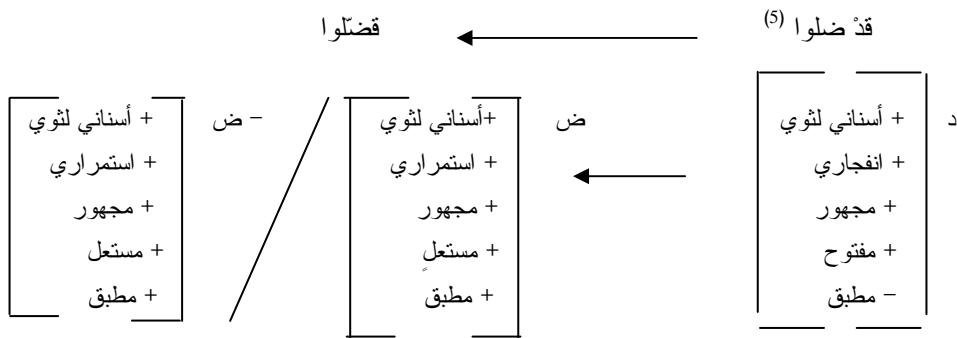 قدْ ضلوا (5) ← قضّلوا
د [ + أسناني لثوي ← ض [ +أسناني لثوي / – ض [ + أسناني لثوي
+ انفجاري + استمراري + استمراري
+ مجهور + مجهور + مجهور
+ مفتوح + مستعلٍ + مستعل
– مطبق + مطبق + مطبق